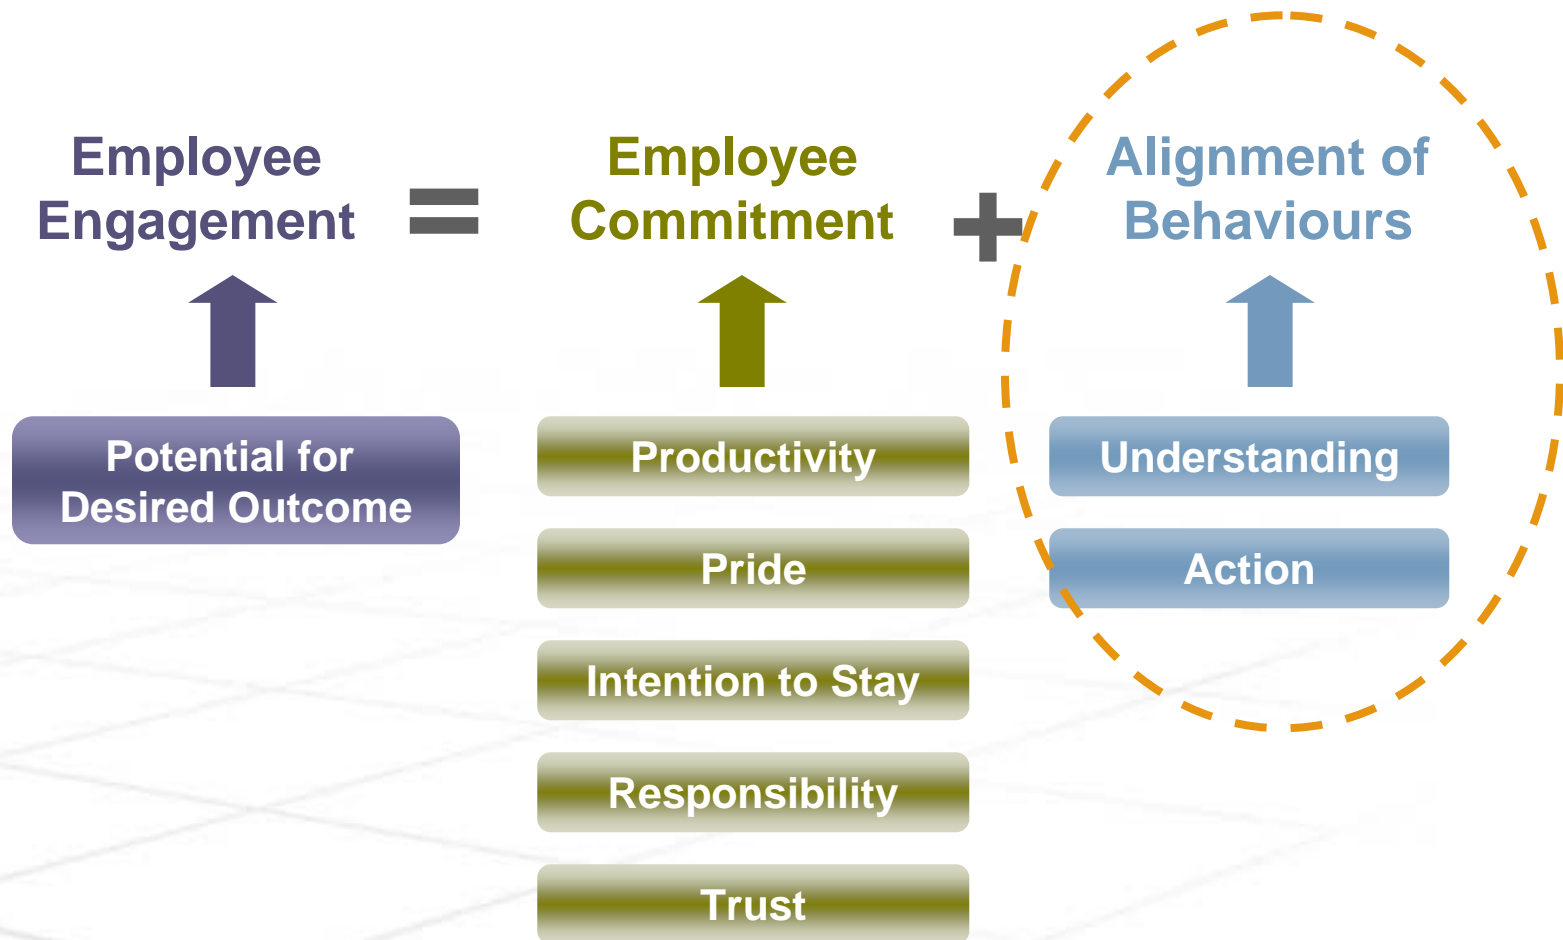 Employee
Engagement
=
Employee
Commitment
+
Alignment of
Behaviours
Potential for
Desired Outcome
Productivity
Pride
Intention to Stay
Responsibility
Trust
Understanding
Action